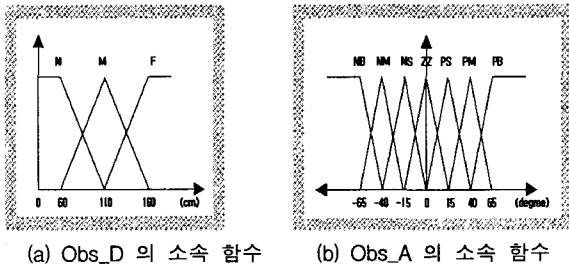 N M F
0 60 110 160 (cm)
(a) Obs_D 의 소속 함수
NB NM NS ZZ PS PM PB
-65 -40 -15 0 15 40 65 (degree)
(b) Obs_A 의 소속 함수